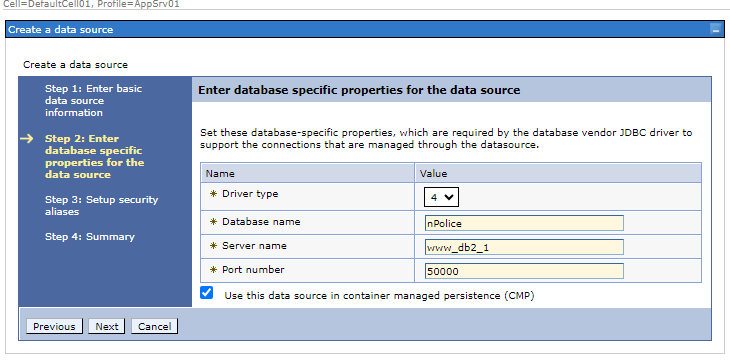 Cell=DefaultCell01, Profile=AppSrv01
Create a data source
Create a data source
Step 1: Enter basic
data source
information
Step 2: Enter
database specific
properties for the
data source
Step 3: Setup security
aliases
Step 4: Summary
Enter database specific properties for the data source
Set these database-specific properties, which are required by the database vendor JDBC driver to
support the connections that are managed through the datasource.
Name Value
* Driver type 4
* Database name nPolice
* Server name www_db2_1
* Port number 50000
Use this data source in container managed persistence (CMP)
Previous Next Cancel